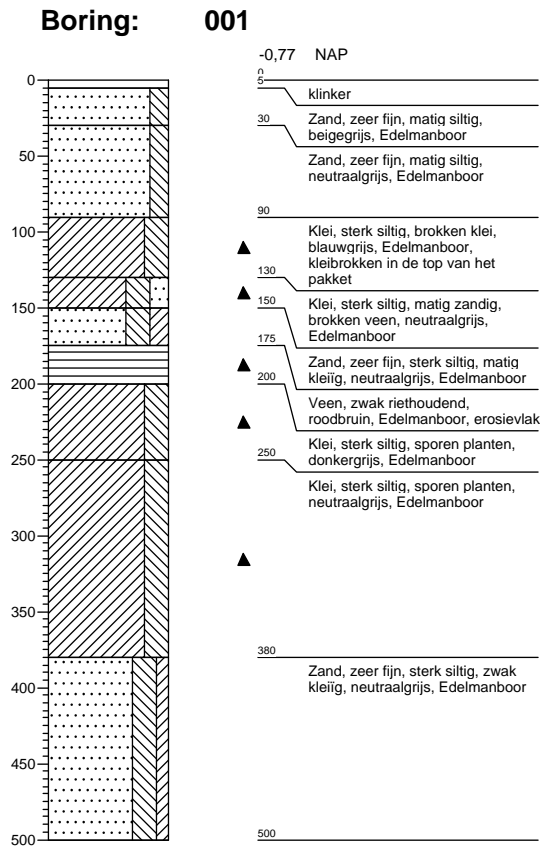 Boring: 001
-0,77 NAP
0
0
5
klinker
30
Zand, zeer fijn, matig siltig,
beigegrijs, Edelmanboor
Zand, zeer fijn, matig siltig,
neutraalgrijs, Edelmanboor
50
90
100
Klei, sterk siltig, brokken klei,
blauwgrijs, Edelmanboor,
kleibrokken in de top van het
pakket
130
150
150
Klei, sterk siltig, matig zandig,
brokken veen, neutraalgrijs,
Edelmanboor
175
Zand, zeer fijn, sterk siltig, matig
kleiïg, neutraalgrijs, Edelmanboor
200
200
Veen, zwak riethoudend,
roodbruin, Edelmanboor, erosievlak
Klei, sterk siltig, sporen planten,
donkergrijs, Edelmanboor
250
250
Klei, sterk siltig, sporen planten,
neutraalgrijs, Edelmanboor
300
350
380
Zand, zeer fijn, sterk siltig, zwak
kleiïg, neutraalgrijs, Edelmanboor
400
450
500
500